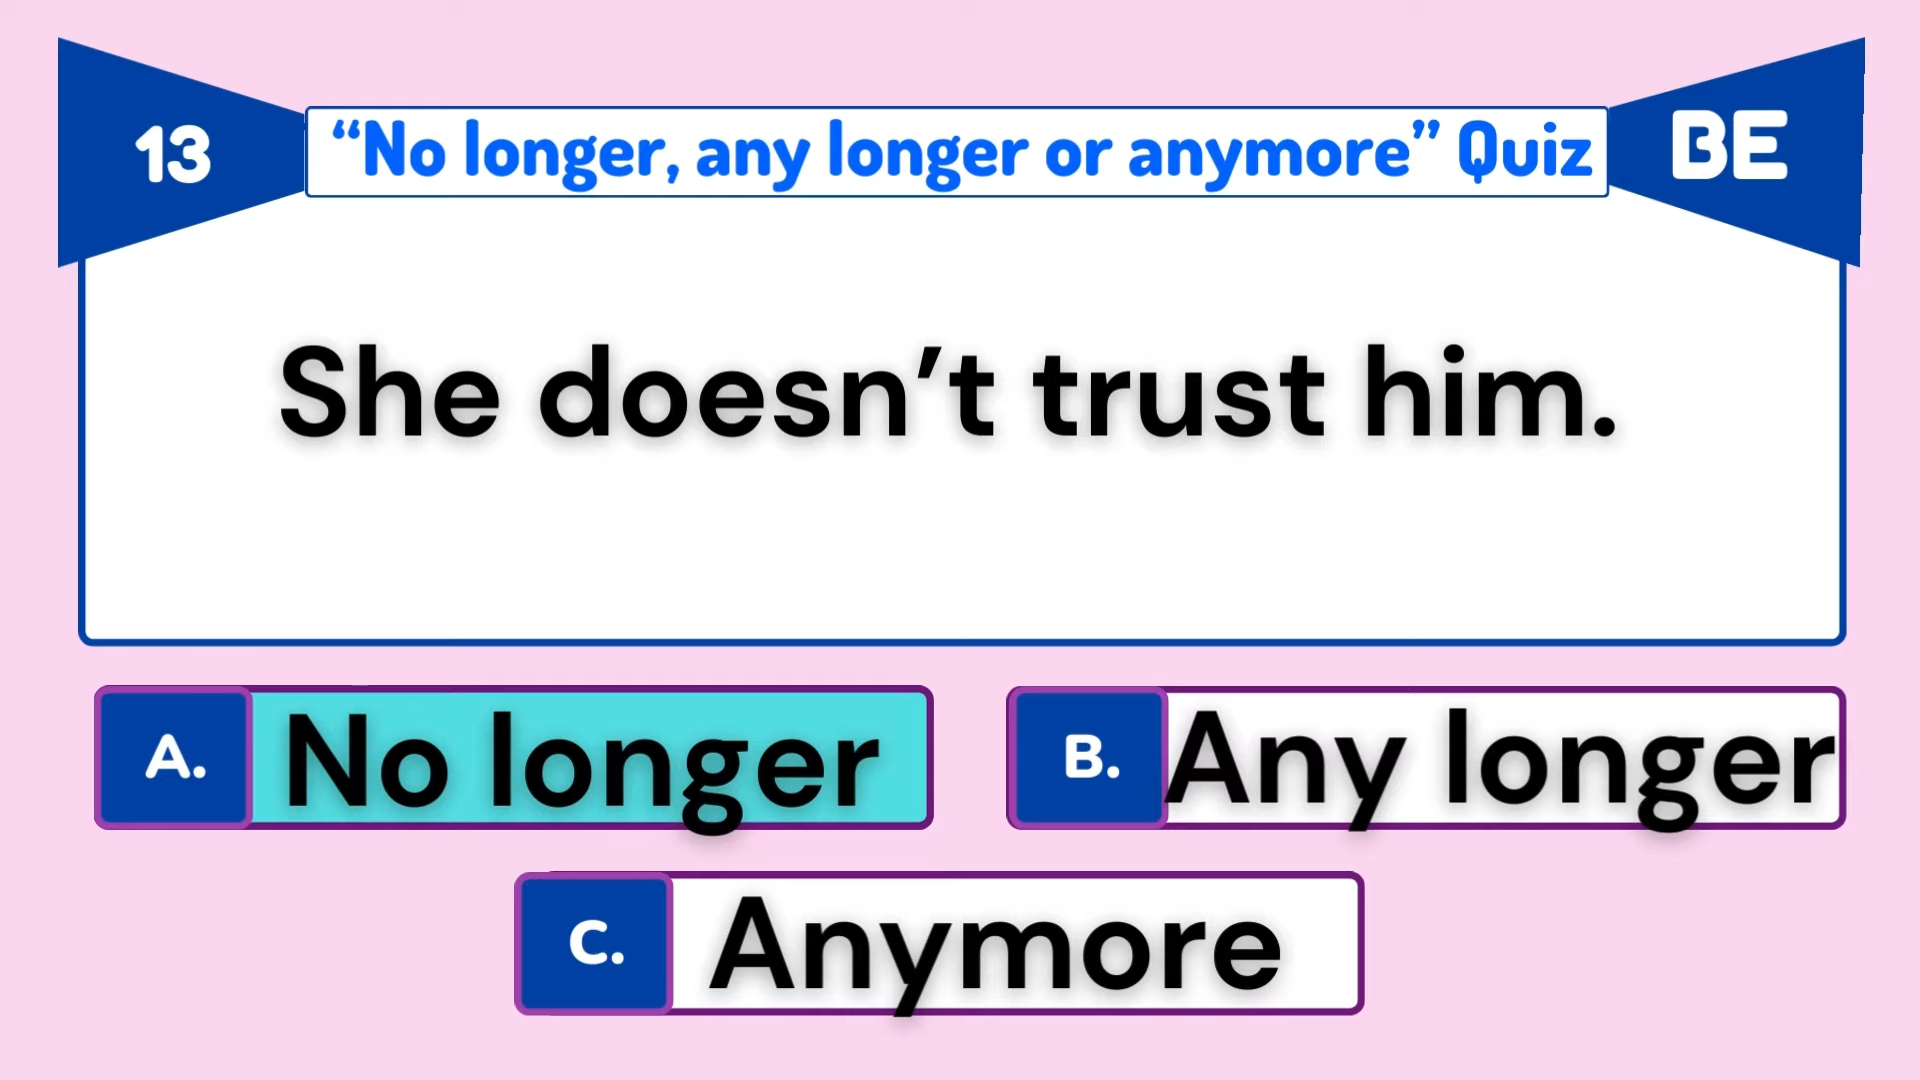 13
“No longer, any longer or anymore” Quiz
BE
She doesn’t trust him.
A. No longer
B. Any longer
C. Anymore